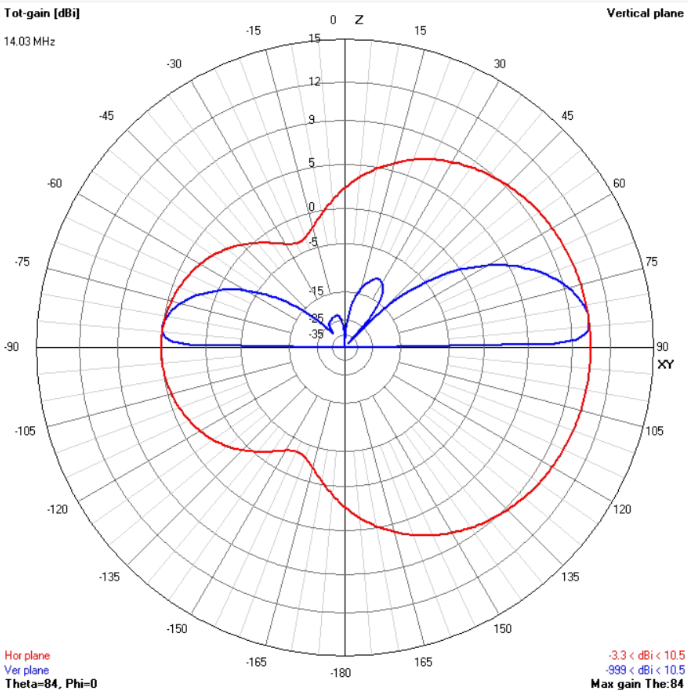 Tot-gain [dBi]
Vertical plane
14.03 MHz
0 Z
-15
15
15
-30
30
12
-45
45
9
-60
60
5
0
-5
-75
75
-15
-25
-35
-90
90
XY
-105
105
-120
120
-135
135
-150
150
-165
165
-180
Hor plane
-3.3 < dBi < 10.5
Ver plane
-999 < dBi < 10.5
Theta=84, Phi=0
Max gain The:84